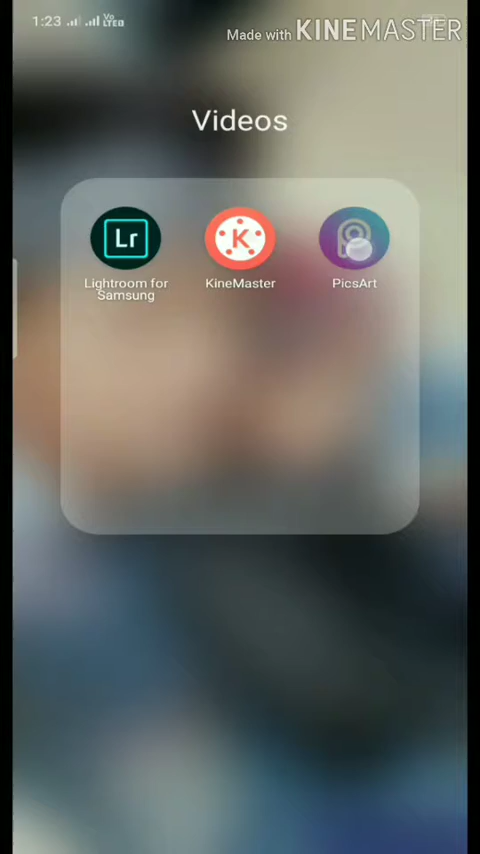 1:23
Made with KINEMASTER
Videos
Lr
K
Lightroom for
Samsung
KineMaster
PicsArt